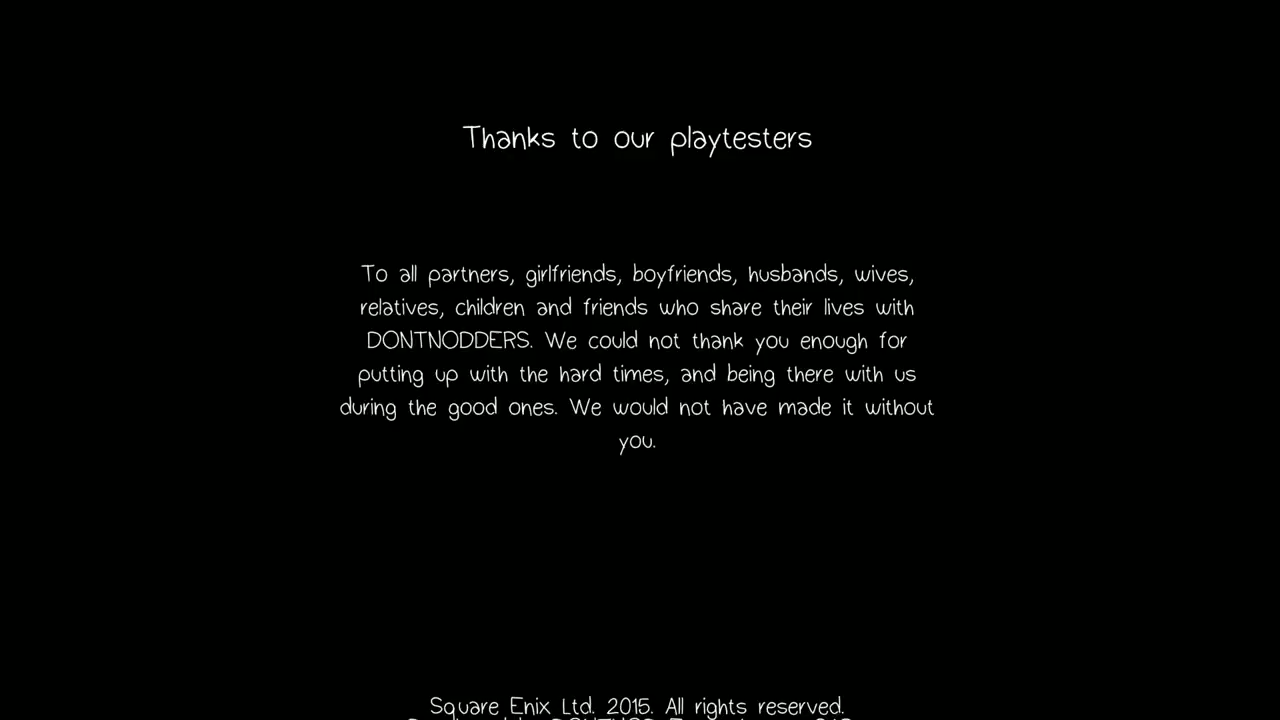 Thanks to our playtesters
To all partners, girlfriends, boyfriends, husbands, wives,
relatives, children and friends who share their lives with
DONTNODDERS. We could not thank you enough for
putting up with the hard times, and being there with us
during the good ones. We would not have made it without
you.
Square Enix Ltd. 2015. All rights reserved.